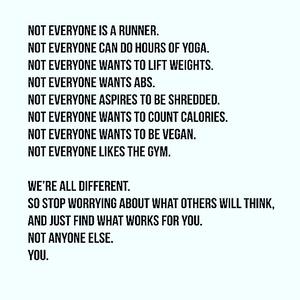 NOT EVERYONE IS A RUNNER.
NOT EVERYONE CAN DO HOURS OF YOGA.
NOT EVERYONE WANTS TO LIFT WEIGHTS.
NOT EVERYONE WANTS ABS.
NOT EVERYONE ASPIRES TO BE SHREDDED.
NOT EVERYONE WANTS TO COUNT CALORIES.
NOT EVERYONE WANTS TO BE VEGAN.
NOT EVERYONE LIKES THE GYM.
WE'RE ALL DIFFERENT.
SO STOP WORRYING ABOUT WHAT OTHERS WILL THINK,
AND JUST FIND WHAT WORKS FOR YOU.
NOT ANYONE ELSE.
YOU.